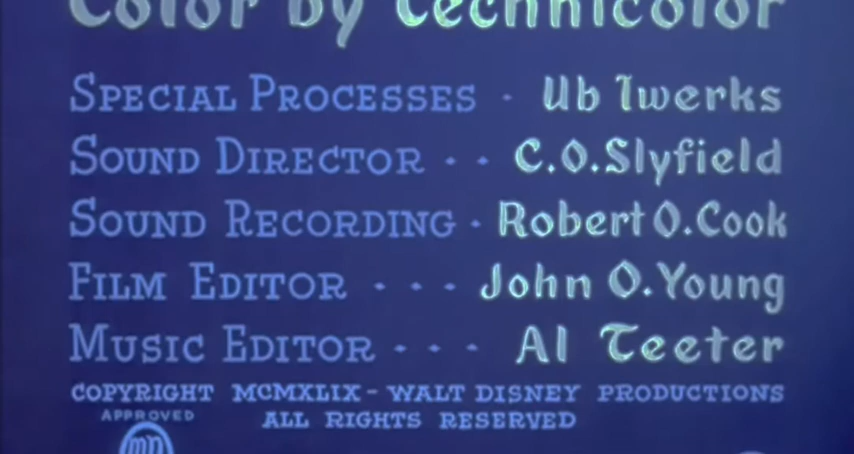 Color by Technicolor
Special Processes · Ub Iwerks
Sound Director · · C.O.Slyfield
Sound Recording · Robert O.Cook
Film Editor · · · John O.Young
Music Editor · · · Al Teeter
COPYRIGHT MCMXLIX - WALT DISNEY PRODUCTIONS
APPROVED
ALL RIGHTS RESERVED